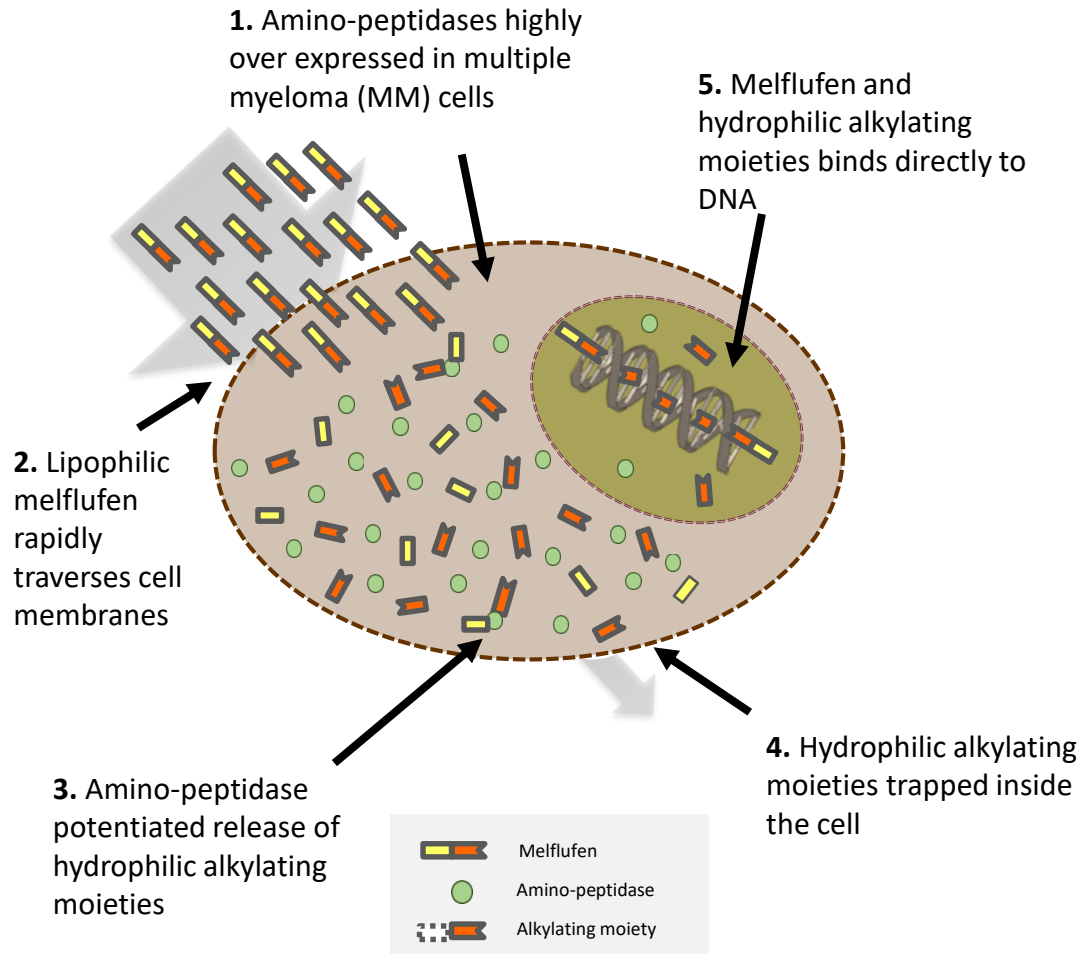 1. Amino-peptidases highly
over expressed in multiple
myeloma (MM) cells
5. Melflufen and
hydrophilic alkylating
moieties binds directly to
DNA
2. Lipophilic
melflufen
rapidly
traverses cell
membranes
3. Amino-peptidase
potentiated release of
hydrophilic alkylating
moieties
4. Hydrophilic alkylating
moieties trapped inside
the cell
Melflufen
Amino-peptidase
Alkylating moiety